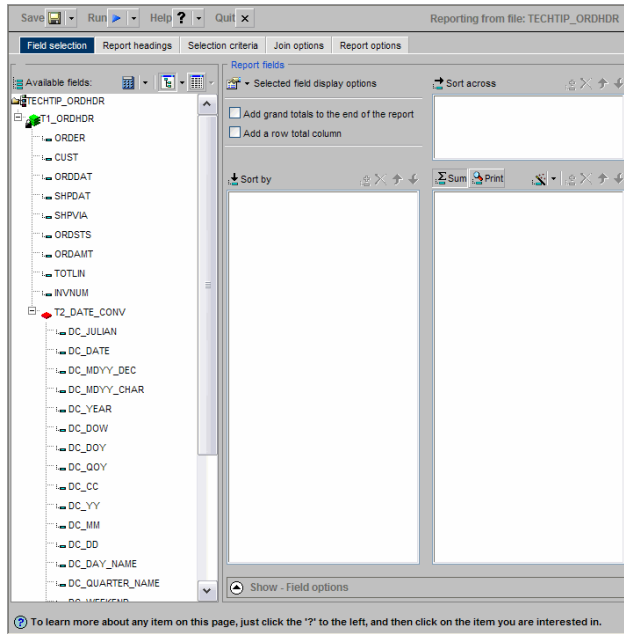 Save Run Help ? Quit x Reporting from file: TECHTIP_ORDHDR
Field selection Report headings Selection criteria Join options Report options
Report fields
Available fields: Selected field display options Sort across
TECHTIP_ORDHDR
T1_ORDHDR
Add grand totals to the end of the report
Add a row total column
ORDER
CUST
ORDDAT
Sort by Sum Print
SHPDAT
SHPVIA
ORDSTS
ORDAMT
TOTLIN
INVNUM
T2_DATE_CONV
DC_JULIAN
DC_DATE
DC_MDYY_DEC
DC_MDYY_CHAR
DC_YEAR
DC_DOW
DC_DOY
DC_QOY
DC_CC
DC_YY
DC_MM
DC_DD
DC_DAY_NAME
DC_QUARTER_NAME
Show - Field options
DC_WEEKEND
? To learn more about any item on this page, just click the '?' to the left, and then click on the item you are interested in.